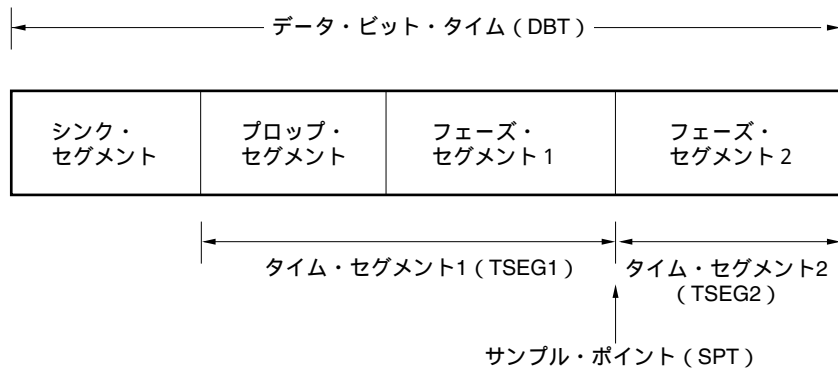 データ・ビット・タイム（DBT）
シンク・
セグメント
プロップ・
セグメント
フェーズ・
セグメント1
フェーズ・
セグメント2
タイム・セグメント1（TSEG1）
タイム・セグメント2
（TSEG2）
サンプル・ポイント（SPT）